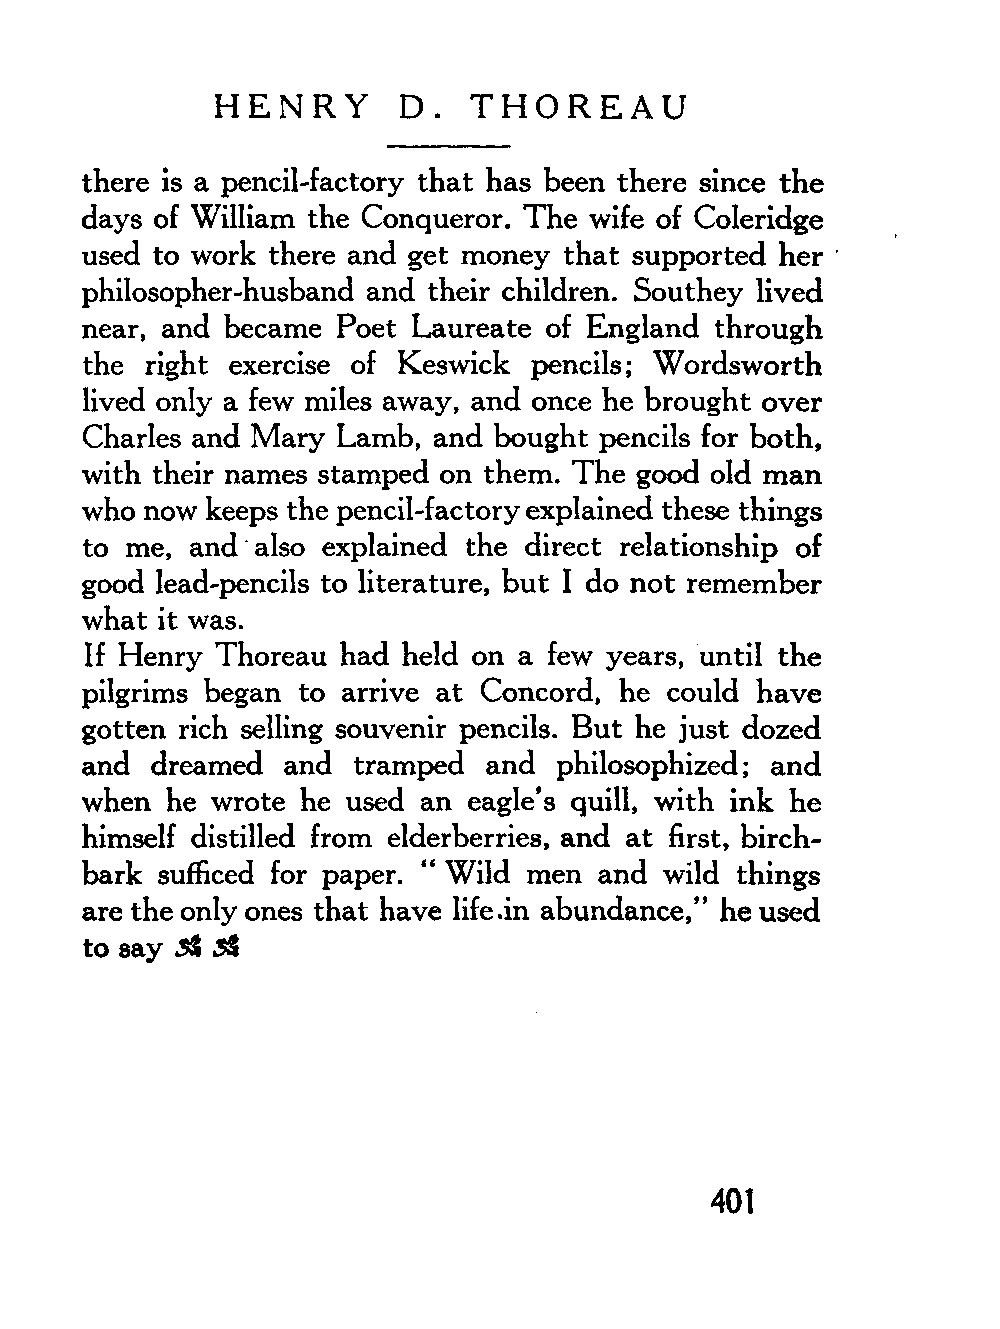 HENRY D. THOREAU
there is a pencil-factory that has been there since the
days of William the Conqueror. The wife of Coleridge
used to work there and get money that supported her
philosopher-husband and their children. Southey lived
near, and became Poet Laureate of England through
the right exercise of Keswick pencils; Wordsworth
lived only a few miles away, and once he brought over
Charles and Mary Lamb, and bought pencils for both,
with their names stamped on them. The good old man
who now keeps the pencil-factory explained these things
to me, and also explained the direct relationship of
good lead-pencils to literature, but I do not remember
what it was.
If Henry Thoreau had held on a few years, until the
pilgrims began to arrive at Concord, he could have
gotten rich selling souvenir pencils. But he just dozed
and dreamed and tramped and philosophized; and
when he wrote he used an eagle's quill, with ink he
himself distilled from elderberries, and at first, birch-
bark sufficed for paper. "Wild men and wild things
are the only ones that have life in abundance," he used
to say
401